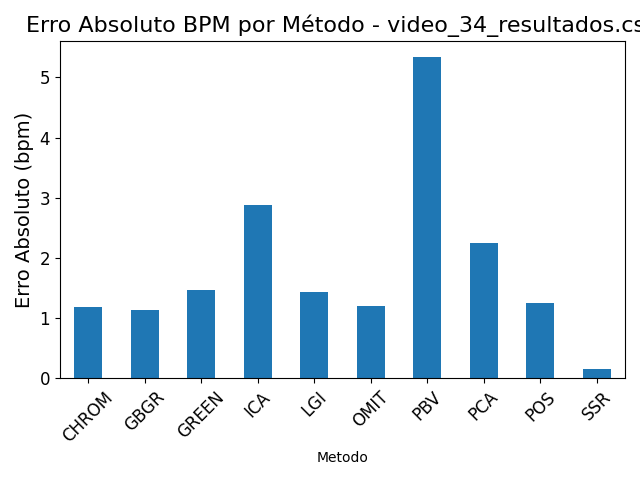 Erro Absoluto BPM por Método - video_34_resultados.cs
Erro Absoluto (bpm)
5
4
3
2
1
0
CHROM GBGR GREEN ICA LGI OMIT PBV PCA POS SSR
Metodo